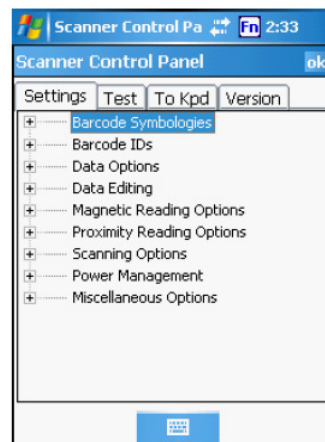 Scanner Control Pa Fn 2:33
Scanner Control Panel ok
Settings Test To Kpd Version
Barcode Symbologies
Barcode IDs
Data Options
Data Editing
Magnetic Reading Options
Proximity Reading Options
Scanning Options
Power Management
Miscellaneous Options